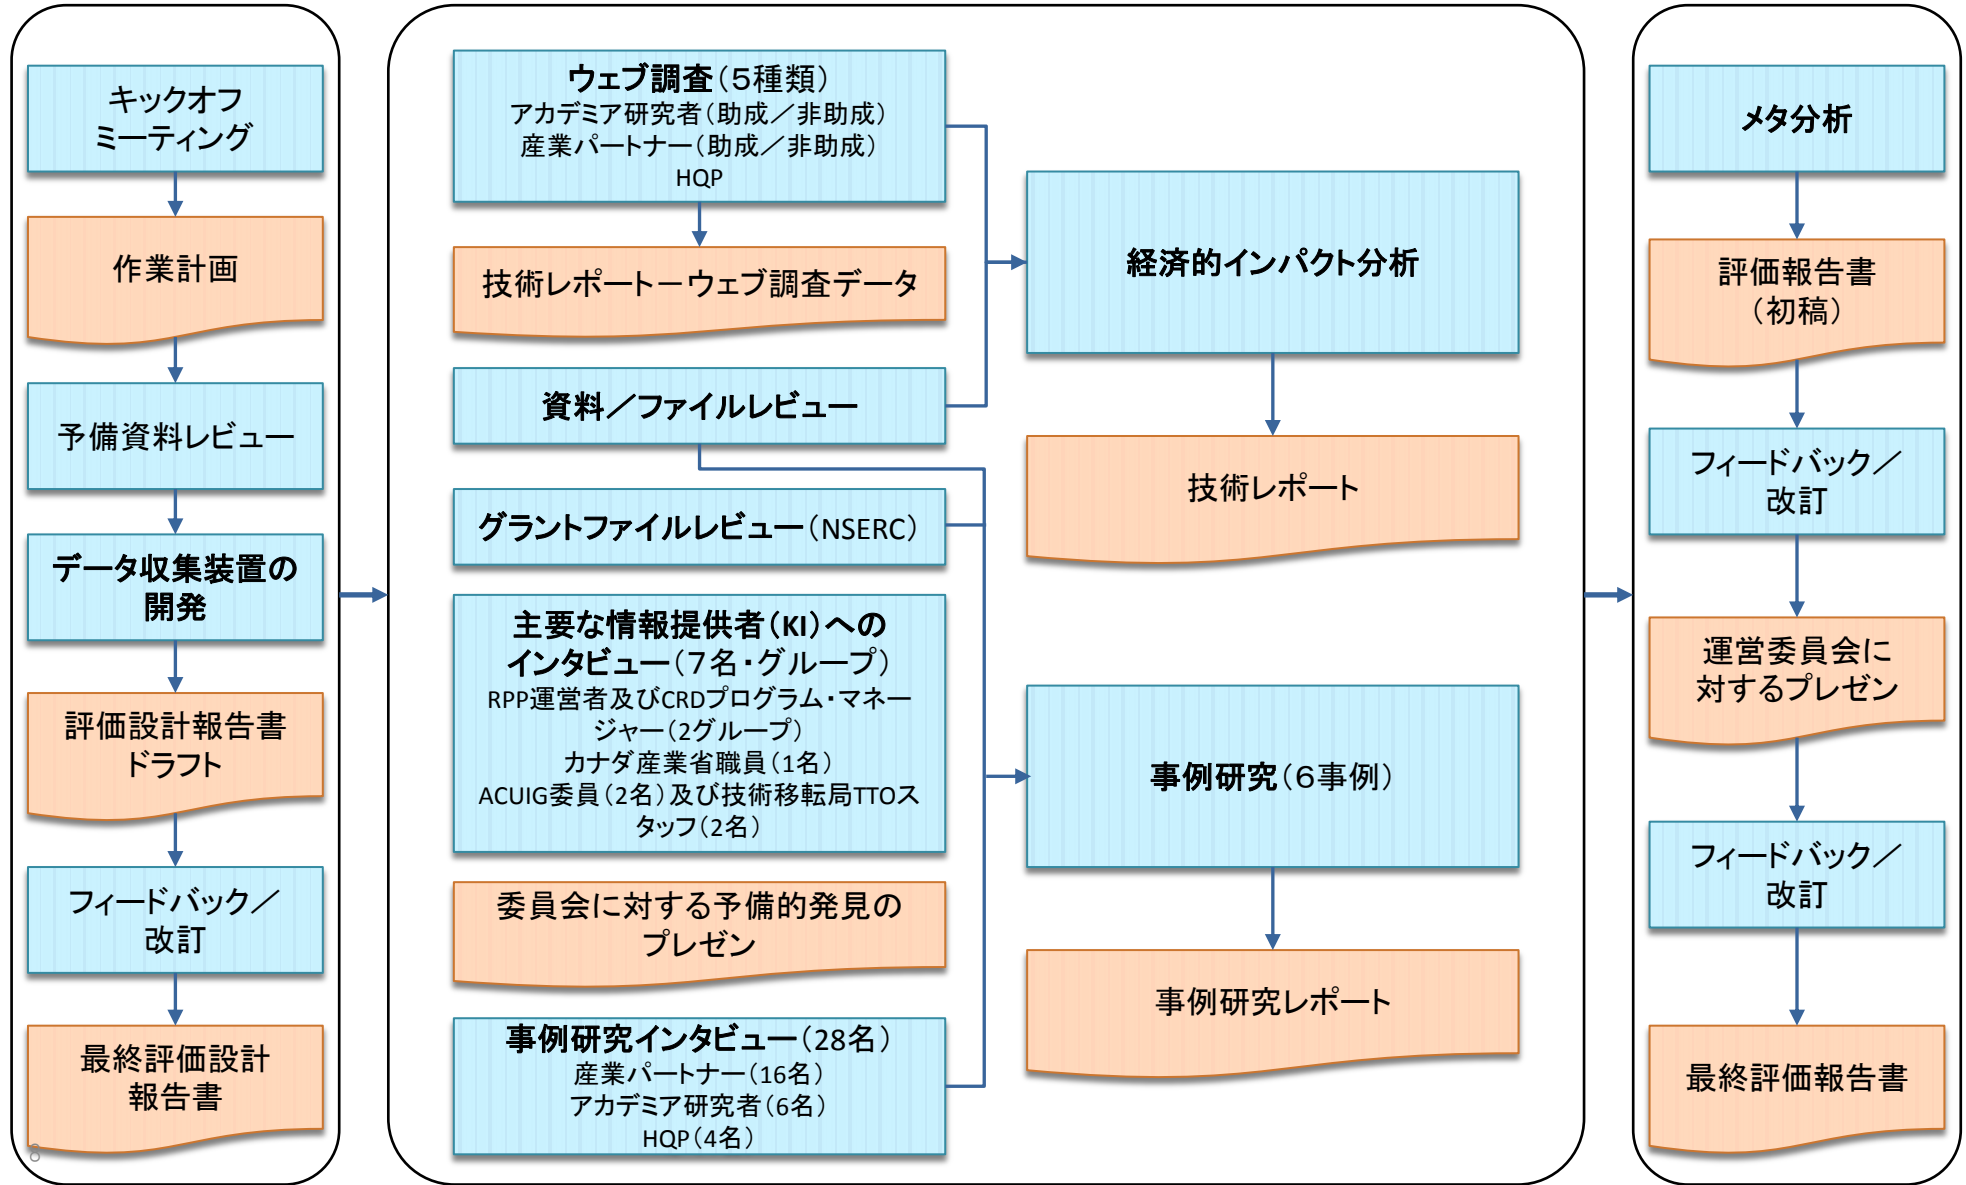 キックオフ
ミーティング
作業計画
予備資料レビュー
データ収集装置の
開発
評価設計報告書
ドラフト
フィードバック／
改訂
最終評価設計
報告書
8
ウェブ調査（５種類）
アカデミア研究者（助成／非助成）
産業パートナー（助成／非助成）
HQP
技術レポート－ウェブ調査データ
資料／ファイルレビュー
グラントファイルレビュー（NSERC）
主要な情報提供者（KI）への
インタビュー（７名・グループ）
RPP運営者及びCRDプログラム・マネー
ジャー（2グループ）
カナダ産業省職員（1名）
ACUIG委員（2名）及び技術移転局TTOス
タッフ（2名）
委員会に対する予備的発見の
プレゼン
事例研究インタビュー（28名）
産業パートナー（16名）
アカデミア研究者（6名）
HQP（4名）
経済的インパクト分析
技術レポート
事例研究（６事例）
事例研究レポート
メタ分析
評価報告書
（初稿）
フィードバック／
改訂
運営委員会に
対するプレゼン
フィードバック／
改訂
最終評価報告書